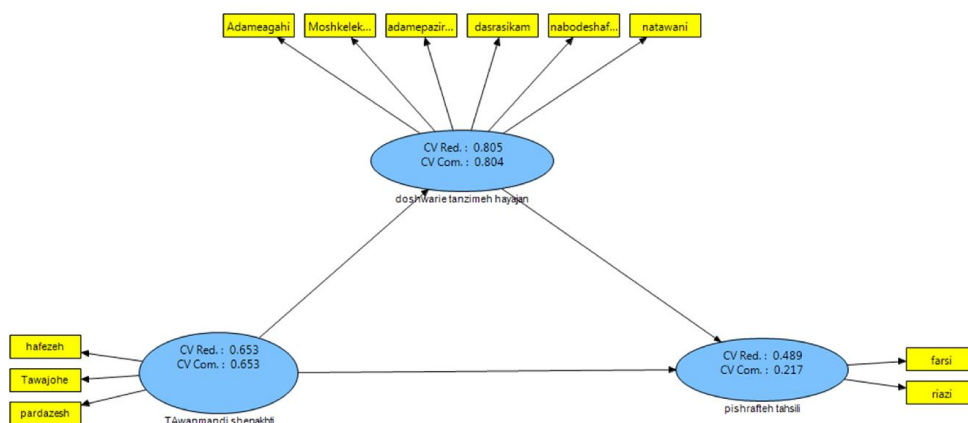 Adameagahi
Moshkelek...
adamepazir...
dasrasikam
nabodeshaf...
natawani
CV Red. : 0.805
CV Com. : 0.804
doshwarie tanzimeh hayajan
hafezeh
Tawajohe
pardazesh
CV Red. : 0.653
CV Com. : 0.653
TAwanmandi shenakhti
CV Red. : 0.489
CV Com. : 0.217
pishrafteh tahsili
farsi
riazi